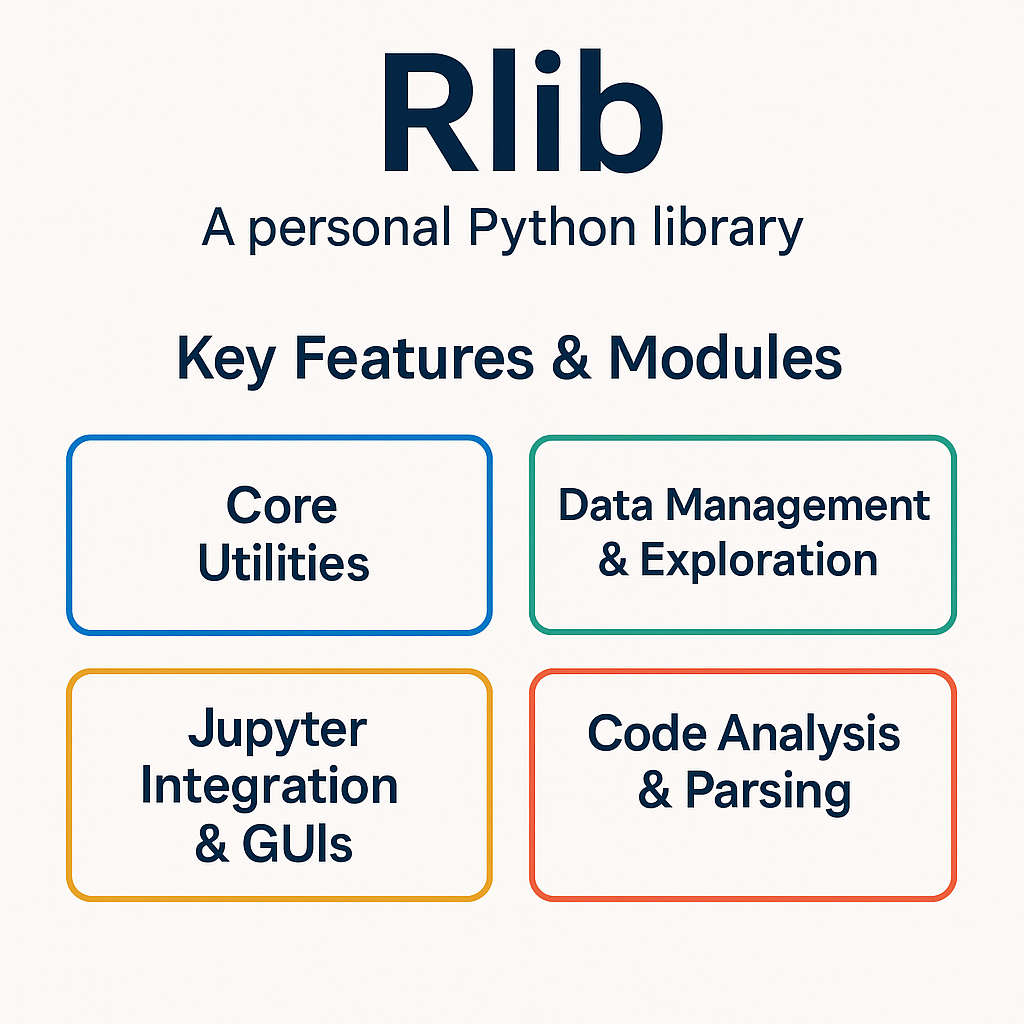 Rlib
A personal Python library
Key Features & Modules
Core
Utilities
Data Management
& Exploration
Jupyter
Integration
& GUIs
Code Analysis
& Parsing